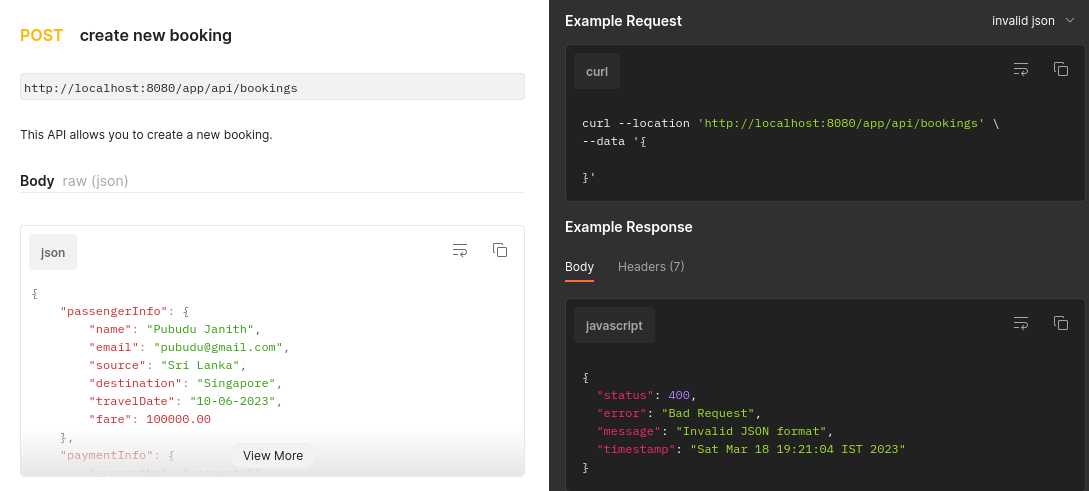 POST create new booking
http://localhost:8080/app/api/bookings
This API allows you to create a new booking.
Body raw (json)
json
{
    "passengerInfo": {
        "name": "Pubudu Janith",
        "email": "pubudu@gmail.com",
        "source": "Sri Lanka",
        "destination": "Singapore",
        "travelDate": "10-06-2023",
        "fare": 100000.00
    },
    "paymentInfo": {
View More
Example Request
invalid json
curl
curl --location 'http://localhost:8080/app/api/bookings' \
--data '{
}'
Example Response
Body Headers (7)
javascript
{
  "status": 400,
  "error": "Bad Request",
  "message": "Invalid JSON format",
  "timestamp": "Sat Mar 18 19:21:04 IST 2023"
}